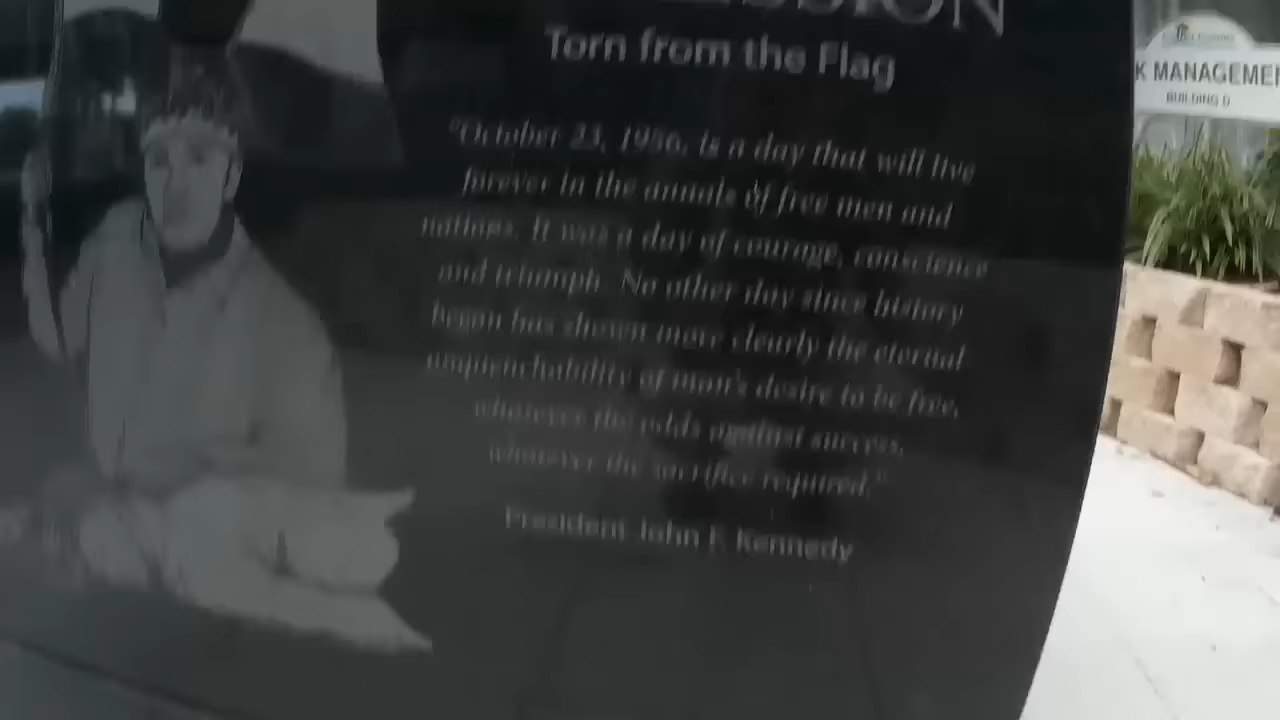 Torn from the Flag
"October 23, 1956, is a day that will live
forever in the annals of free men and
nations. It was a day of courage, conscience
and triumph. No other day since history
began has shown more clearly the eternal
unquenchability of man's desire to be free,
whatever the odds against success,
whatever the sacrifice required."
President John F. Kennedy
K MANAGEMEN
BUILDING D